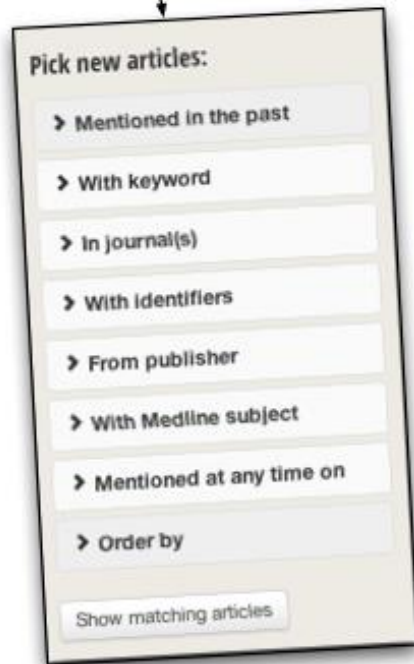 Pick new articles:
Mentioned in the past
With keyword
In journal(s)
With identifiers
From publisher
With Medline subject
Mentioned at any time on
Order by
Show matching articles